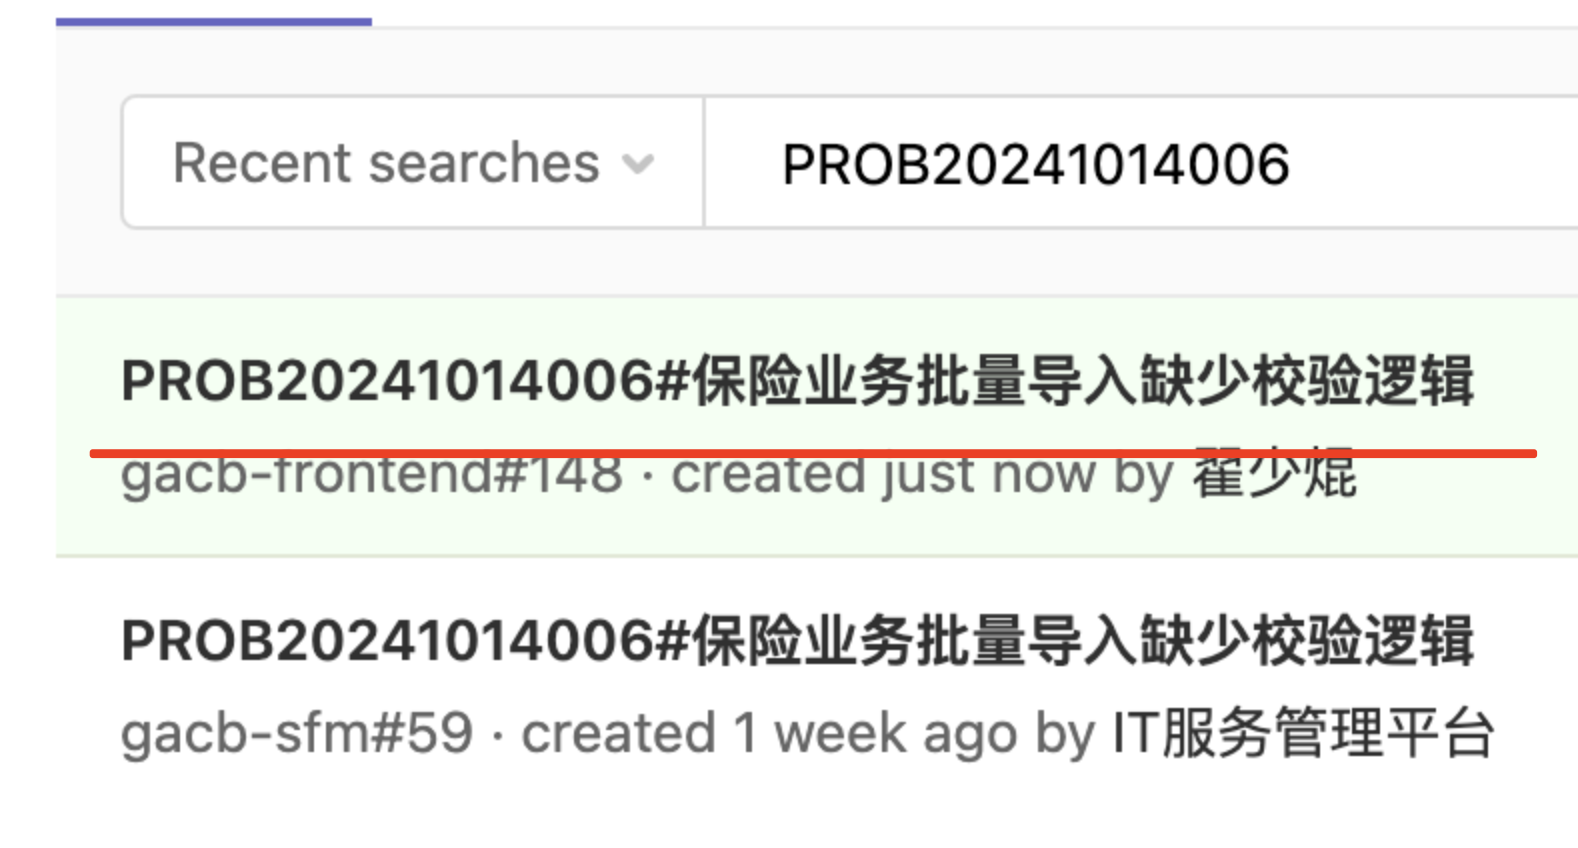 Recent searches
PROB20241014006
PROB20241014006#保险业务批量导入缺少校验逻辑
gacb-frontend#148 · created just now by 翟少焜
PROB20241014006#保险业务批量导入缺少校验逻辑
gacb-sfm#59 · created 1 week ago by IT服务管理平台